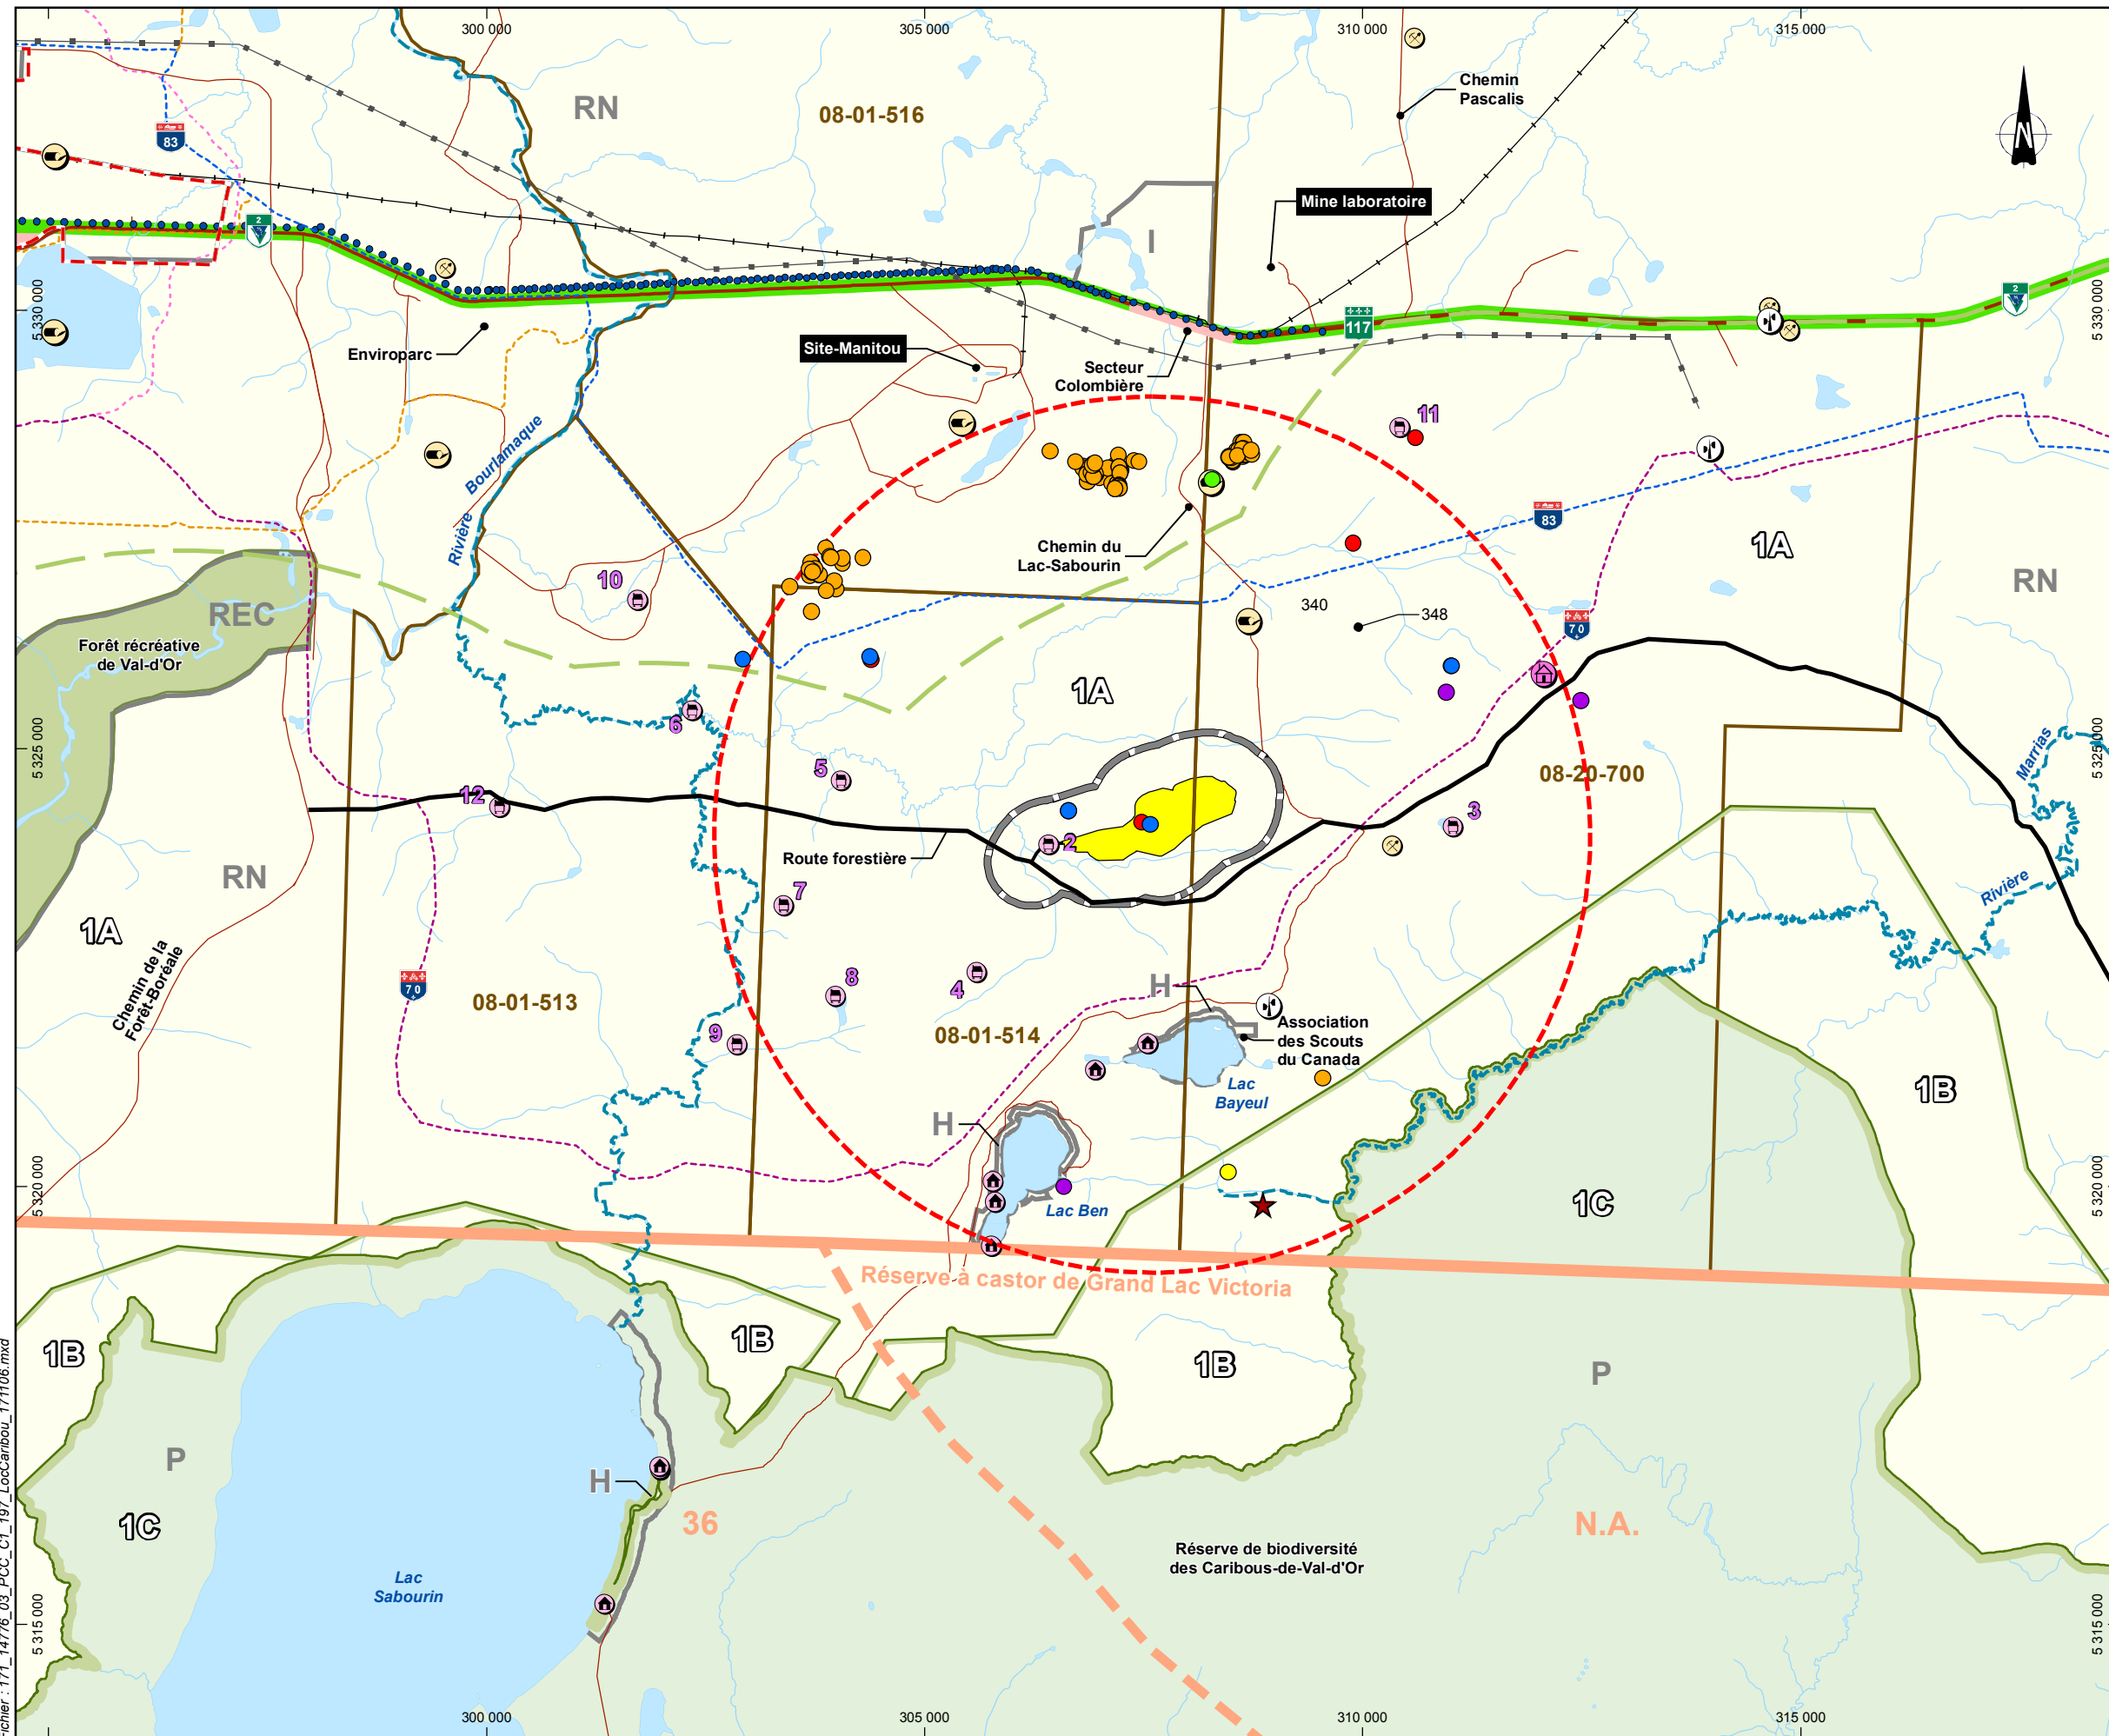 300 000
305 000
310 000
315 000
Chemin
Pascalis
RN
08-01-516
83
N
2
Mine laboratoire
I
5 330 000
5 330 000
2
117
Enviroparc
Site-Manitou
Secteur
Colombière
11
Rivière
Bourlamaque
83
Chemin du
Lac-Sabourin
1A
RN
10
REC
340
348
70
Forêt récréative
de Val-d'Or
1A
6
5 325 000
5 325 000
5
08-20-700
Rivière
Marrias
12
3
2
Route forestière
RN
7
1A
Chemin de la
Forêt-Boréale
70
08-01-513
8
4
H
9
08-01-514
Association
des Scouts
du Canada
Lac
Bayeul
1B
H
5 320 000
5 320 000
Lac Ben
1C
Réserve à castor de Grand Lac Victoria
1B
1B
1B
P
P
H
1C
36
N.A.
Réserve de biodiversité
des Caribous-de-Val-d'Or
Lac
Sabourin
5 315 000
5 315 000
300 000
305 000
310 000
315 000
Fichier : 171_14776_03_PCC_C1_197_LocCaribou_171106.mxd